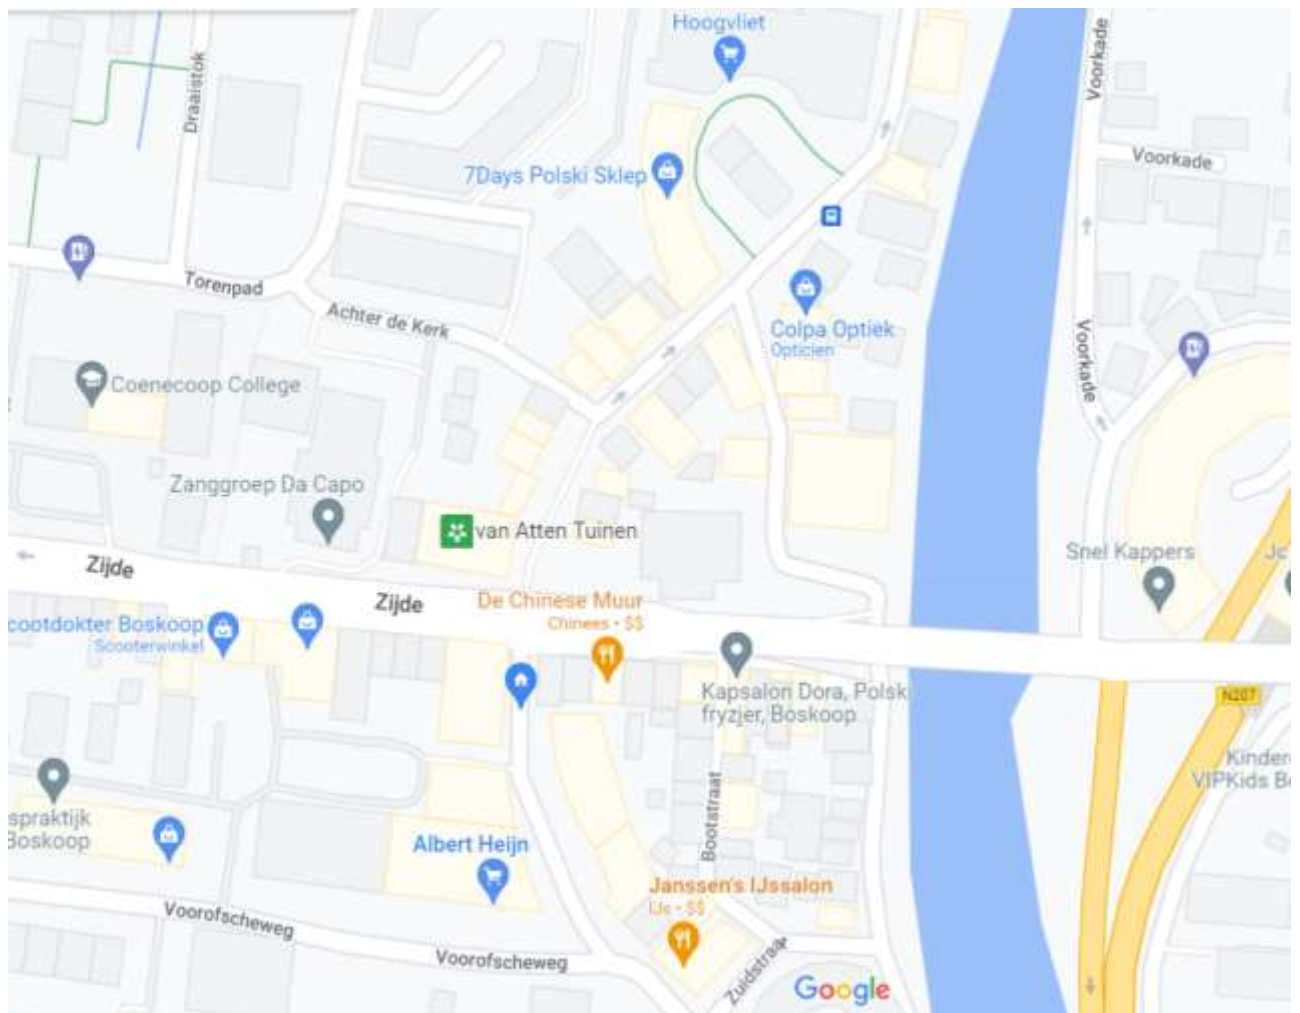 Hoogvliet
Voorkade
Draaistok
Voorkade
7Days Polski Sklep
Torenpad
Achter de Kerk
Colpa Optiek
Opticien
Voorkade
Coenecoop College
Zanggroep Da Capo
van Atten Tuinen
Snel Kappers
Jc
Zijde
Zijde
De Chinese Muur
Chinees • $$
cootdokter Boskoop
Scooterwinkel
Kapsalon Dora, Polsk
fryzjer, Boskoop
N207
Kinder
VIPKids B
spraktijk
Boskoop
Bootstraat
Albert Heijn
Janssen's IJssalon
IJs • $$
Voorofscheweg
Voorofscheweg
Zuidstraat
Google